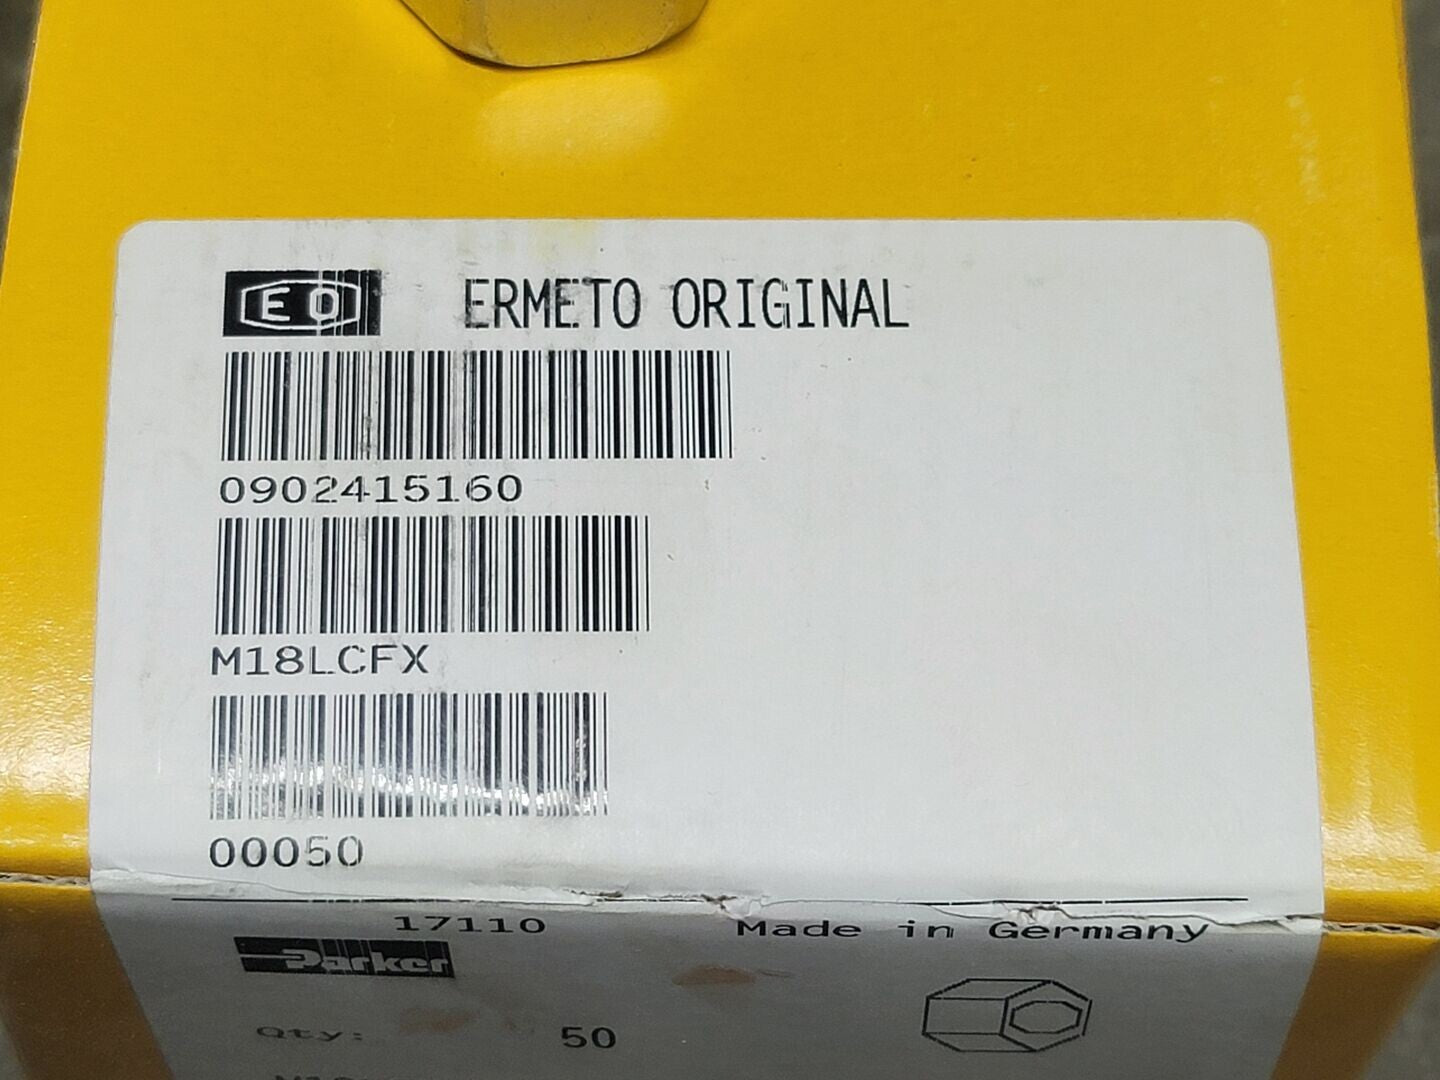 EO ERMETO ORIGINAL
0902415160
M18LCFX
00050
17110 Made in Germany
Parker
Qty: 50